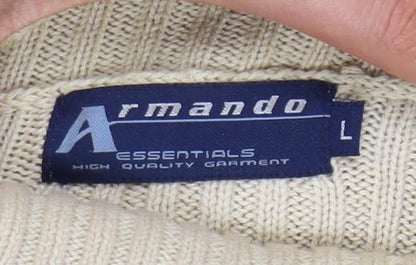 Armando
L
ESSENTIALS
HIGH QUALITY GARMENT